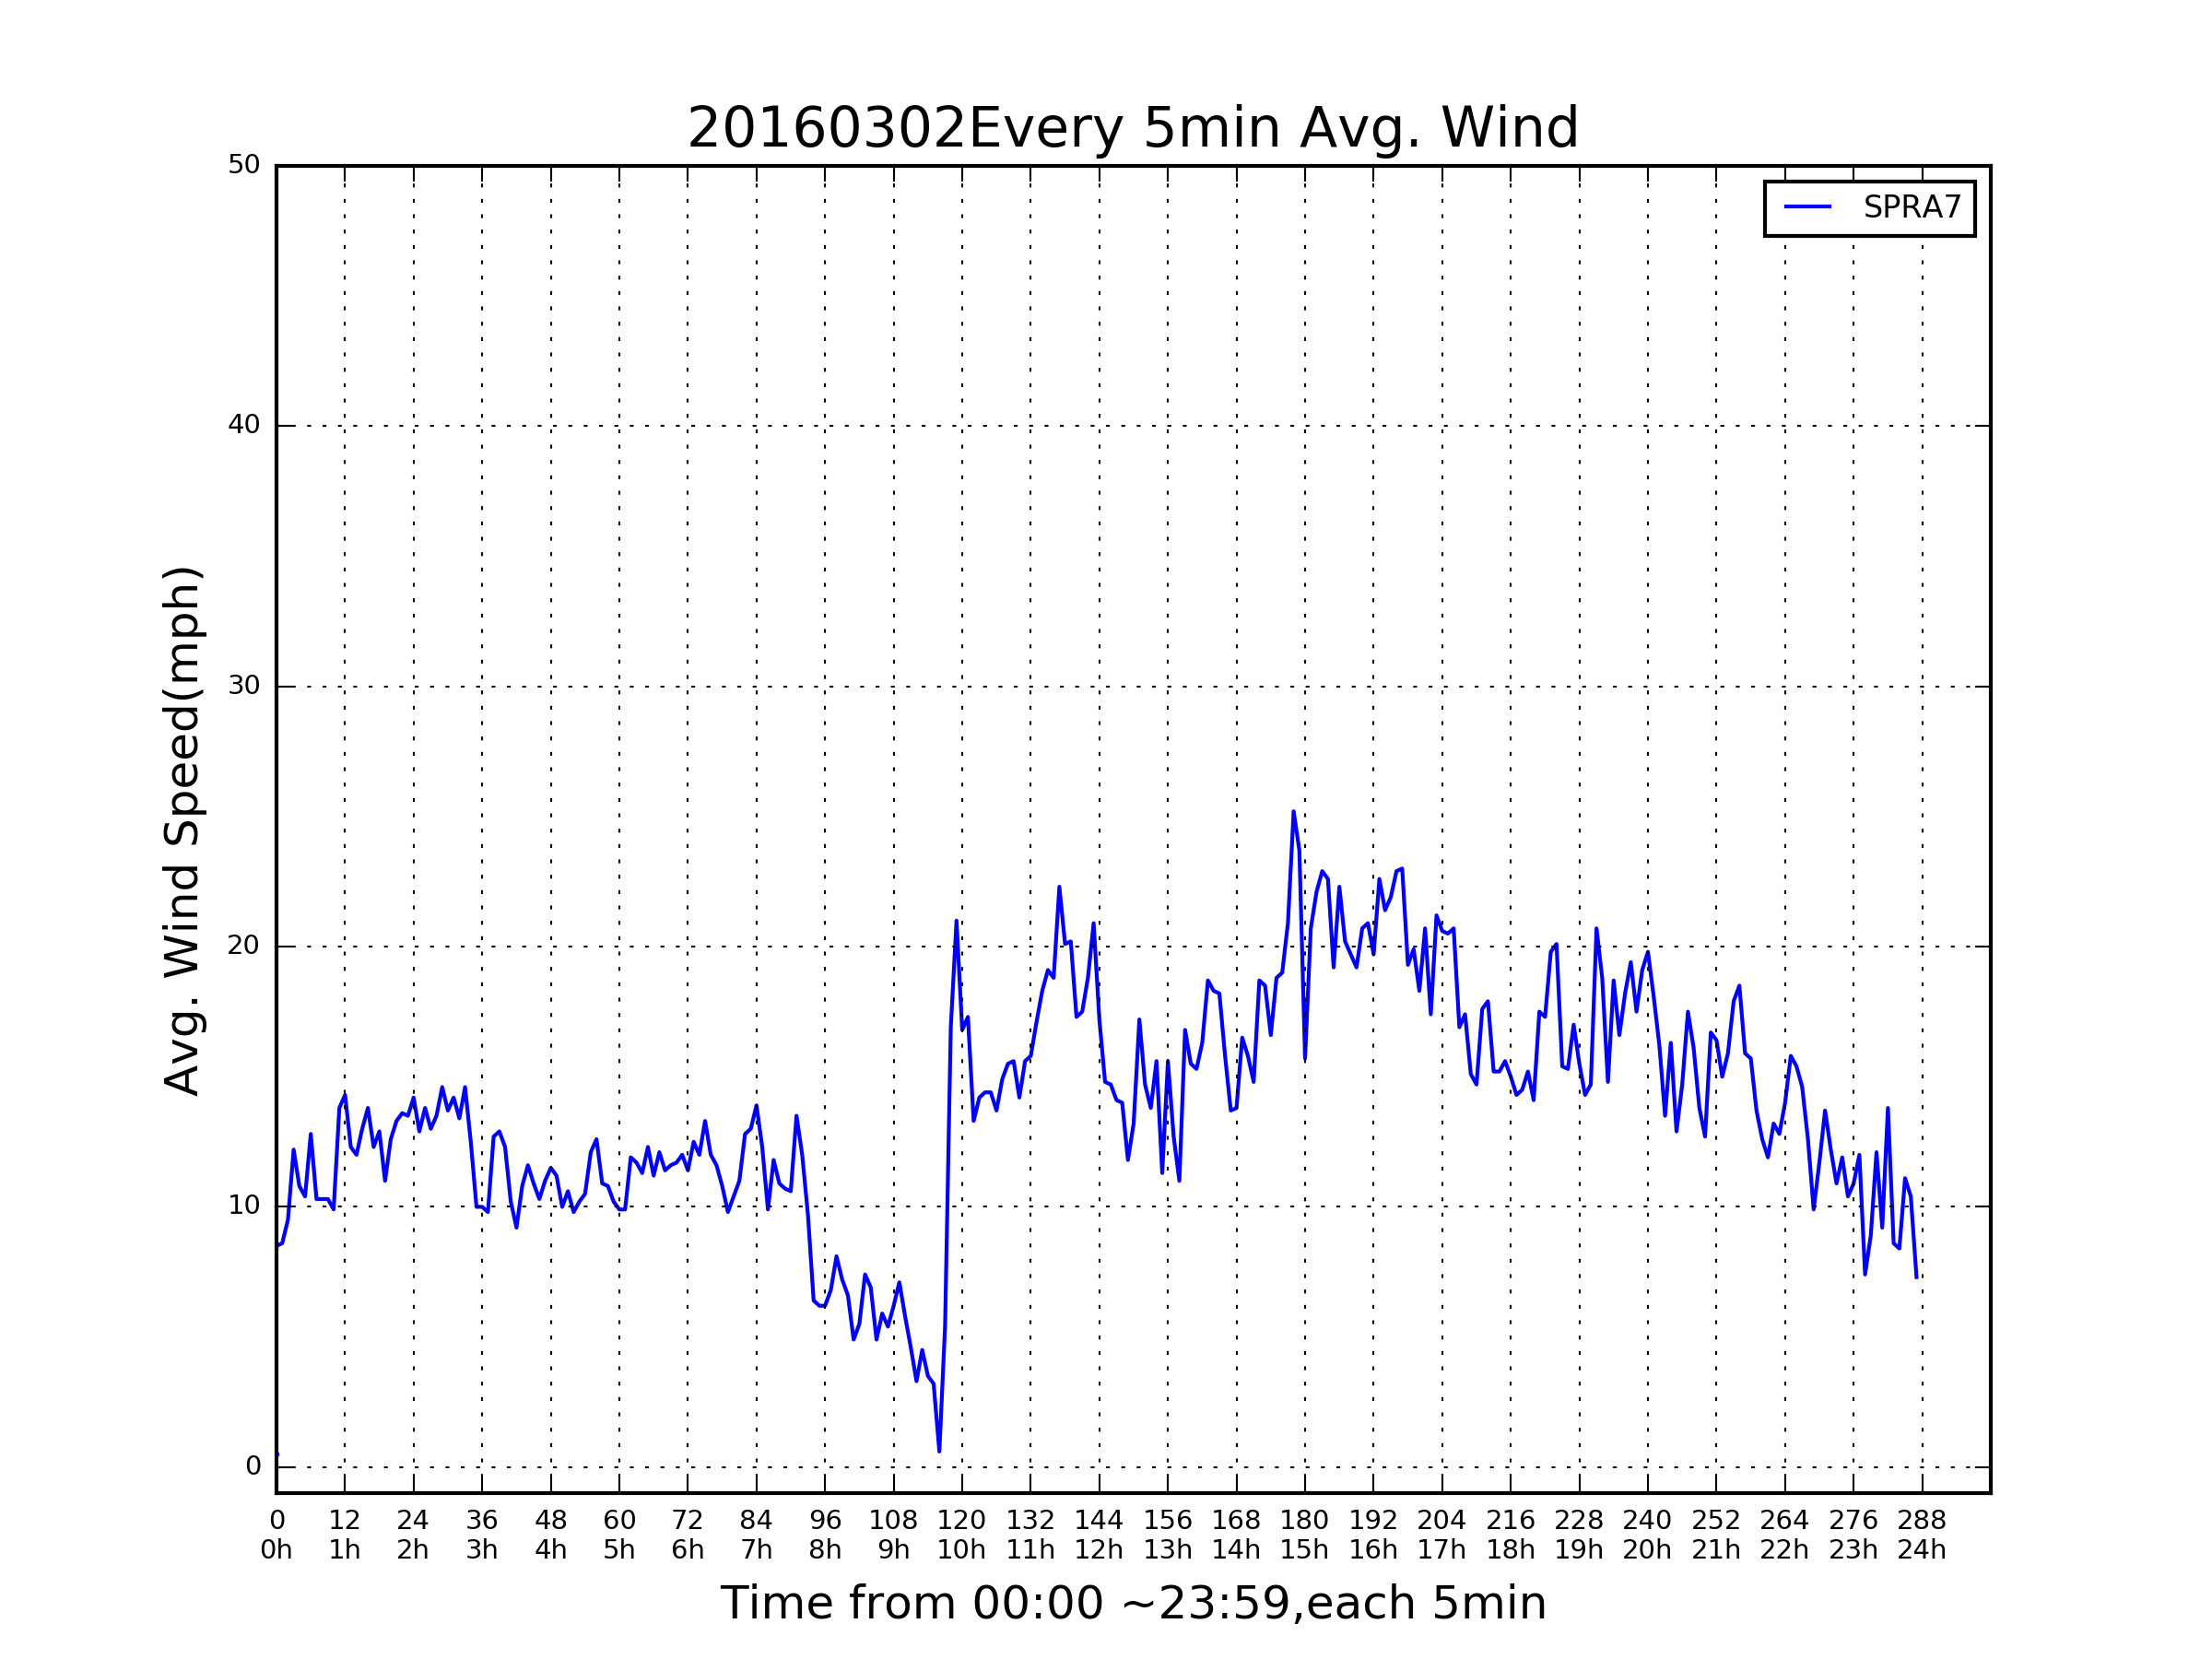 20160302Every 5min Avg. Wind
SPRA7
50
40
30
20
10
0
Avg. Wind Speed(mph)
0 12 24 36 48 60 72 84 96 108 120 132 144 156 168 180 192 204 216 228 240 252 264 276 288
0h 1h 2h 3h 4h 5h 6h 7h 8h 9h 10h 11h 12h 13h 14h 15h 16h 17h 18h 19h 20h 21h 22h 23h 24h
Time from 00:00 ~23:59,each 5min